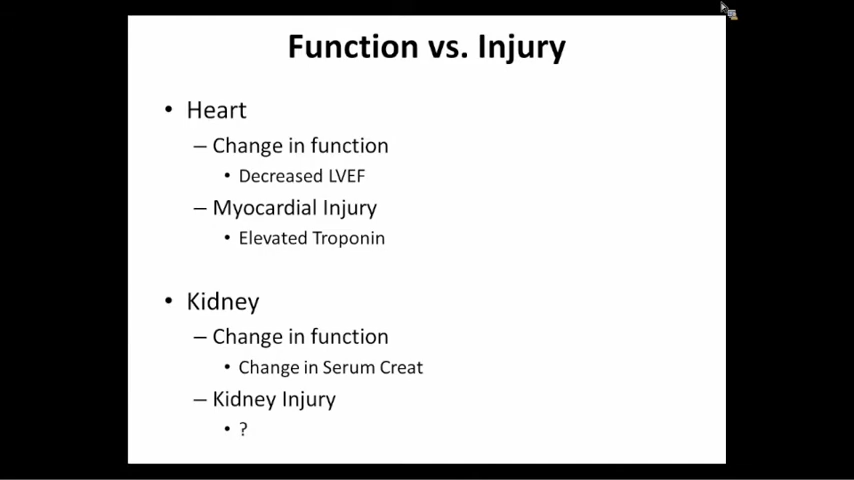 Function vs. Injury
• Heart
– Change in function
• Decreased LVEF
– Myocardial Injury
• Elevated Troponin
• Kidney
– Change in function
• Change in Serum Creat
– Kidney Injury
• ?